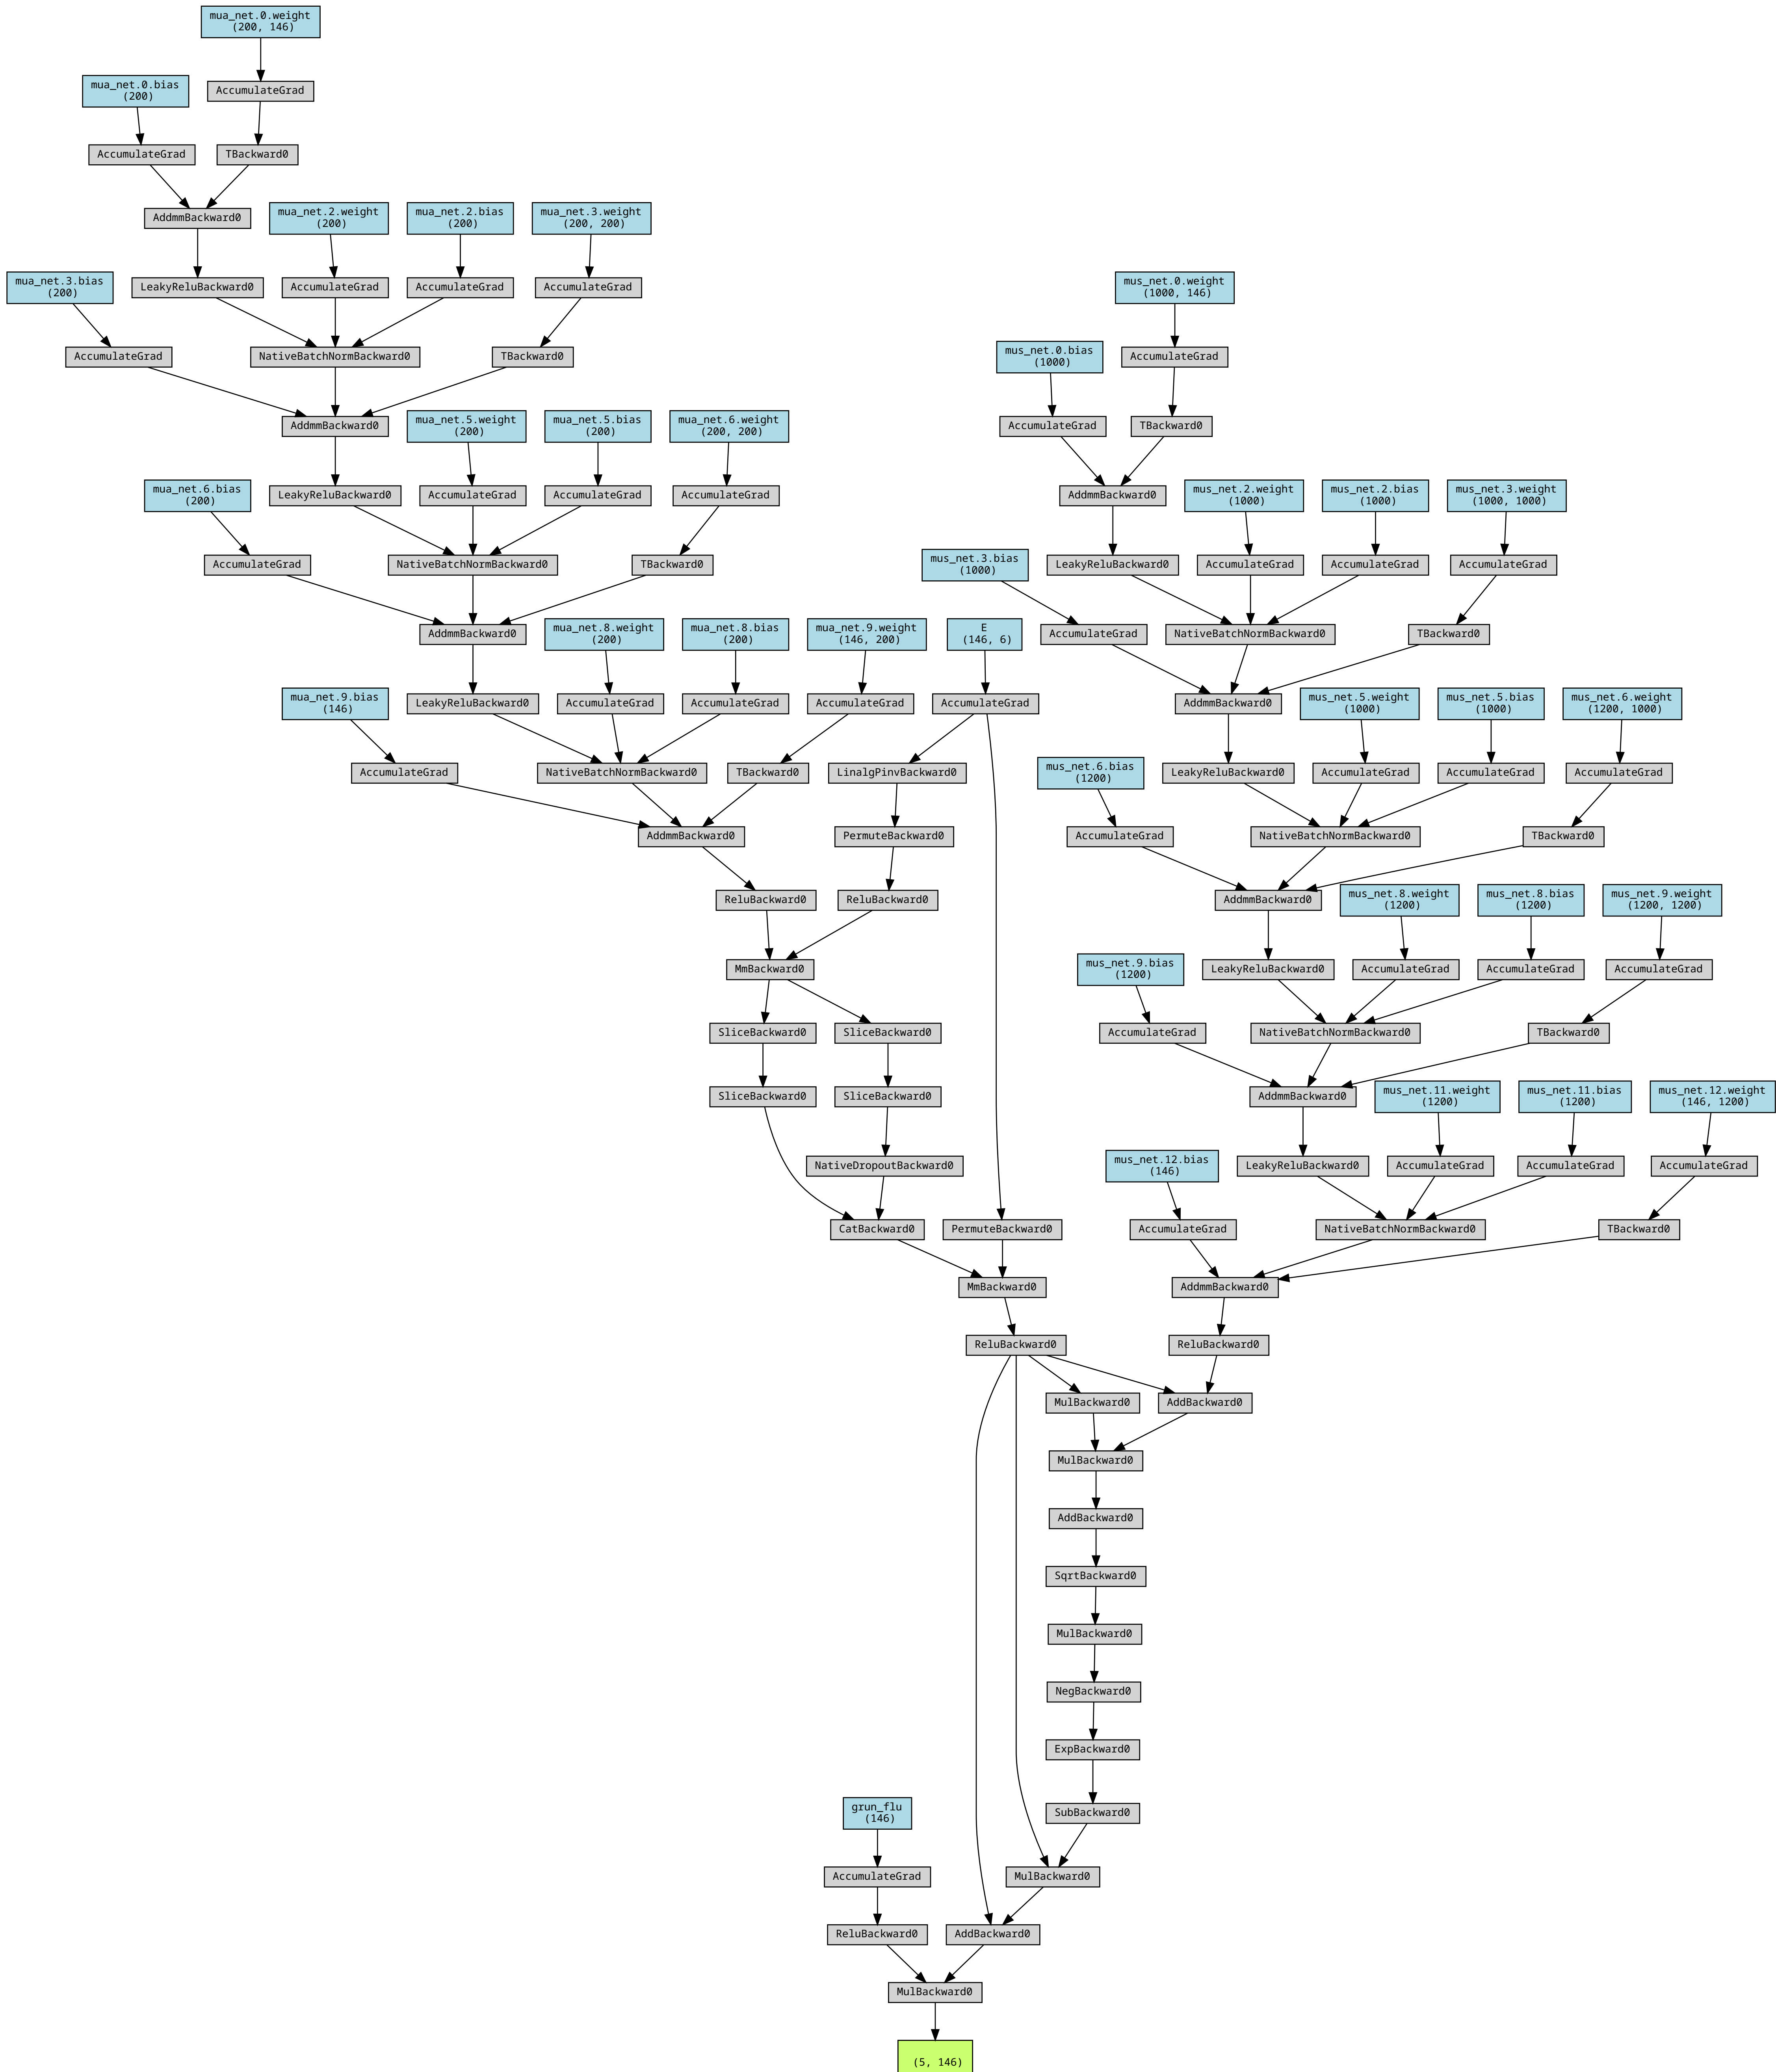 mua_net.0.weight
(200, 146)
mua_net.0.bias
(200)
AccumulateGrad
AccumulateGrad
TBackward0
AddmmBackward0
mua_net.2.weight
(200)
mua_net.2.bias
(200)
mua_net.3.weight
(200, 200)
mua_net.3.bias
(200)
LeakyReluBackward0
AccumulateGrad
AccumulateGrad
AccumulateGrad
mus_net.0.weight
(1000, 146)
AccumulateGrad
NativeBatchNormBackward0
TBackward0
mus_net.0.bias
(1000)
AccumulateGrad
AddmmBackward0
mua_net.5.weight
(200)
mua_net.5.bias
(200)
mua_net.6.weight
(200, 200)
AccumulateGrad
TBackward0
mua_net.6.bias
(200)
LeakyReluBackward0
AccumulateGrad
AccumulateGrad
AccumulateGrad
AddmmBackward0
mus_net.2.weight
(1000)
mus_net.2.bias
(1000)
mus_net.3.weight
(1000, 1000)
AccumulateGrad
NativeBatchNormBackward0
TBackward0
mus_net.3.bias
(1000)
LeakyReluBackward0
AccumulateGrad
AccumulateGrad
AccumulateGrad
AddmmBackward0
mua_net.8.weight
(200)
mua_net.8.bias
(200)
mua_net.9.weight
(146, 200)
E
(146, 6)
AccumulateGrad
NativeBatchNormBackward0
TBackward0
mua_net.9.bias
(146)
LeakyReluBackward0
AccumulateGrad
AccumulateGrad
AccumulateGrad
AccumulateGrad
AddmmBackward0
mus_net.5.weight
(1000)
mus_net.5.bias
(1000)
mus_net.6.weight
(1200, 1000)
AccumulateGrad
NativeBatchNormBackward0
TBackward0
LinalgPinvBackward0
mus_net.6.bias
(1200)
LeakyReluBackward0
AccumulateGrad
AccumulateGrad
AccumulateGrad
AddmmBackward0
PermuteBackward0
AccumulateGrad
NativeBatchNormBackward0
TBackward0
ReluBackward0
ReluBackward0
AddmmBackward0
mus_net.8.weight
(1200)
mus_net.8.bias
(1200)
mus_net.9.weight
(1200, 1200)
MmBackward0
mus_net.9.bias
(1200)
LeakyReluBackward0
AccumulateGrad
AccumulateGrad
AccumulateGrad
SliceBackward0
SliceBackward0
AccumulateGrad
NativeBatchNormBackward0
TBackward0
SliceBackward0
SliceBackward0
AddmmBackward0
mus_net.11.weight
(1200)
mus_net.11.bias
(1200)
mus_net.12.weight
(146, 1200)
NativeDropoutBackward0
mus_net.12.bias
(146)
LeakyReluBackward0
AccumulateGrad
AccumulateGrad
AccumulateGrad
CatBackward0
PermuteBackward0
AccumulateGrad
NativeBatchNormBackward0
TBackward0
MmBackward0
AddmmBackward0
ReluBackward0
ReluBackward0
MulBackward0
AddBackward0
MulBackward0
AddBackward0
SqrtBackward0
MulBackward0
NegBackward0
ExpBackward0
grun_flu
(146)
SubBackward0
AccumulateGrad
MulBackward0
ReluBackward0
AddBackward0
MulBackward0
(5, 146)